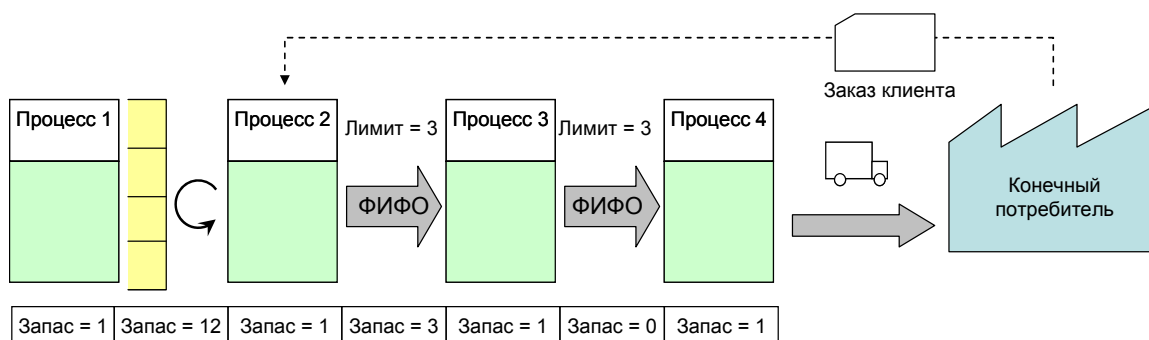 Заказ клиента
Процесс 1
Процесс 2
Лимит = 3
Процесс 3
Лимит = 3
Процесс 4
ФИФО
ФИФО
Конечный
потребитель
Запас = 1
Запас = 12
Запас = 1
Запас = 3
Запас = 1
Запас = 0
Запас = 1